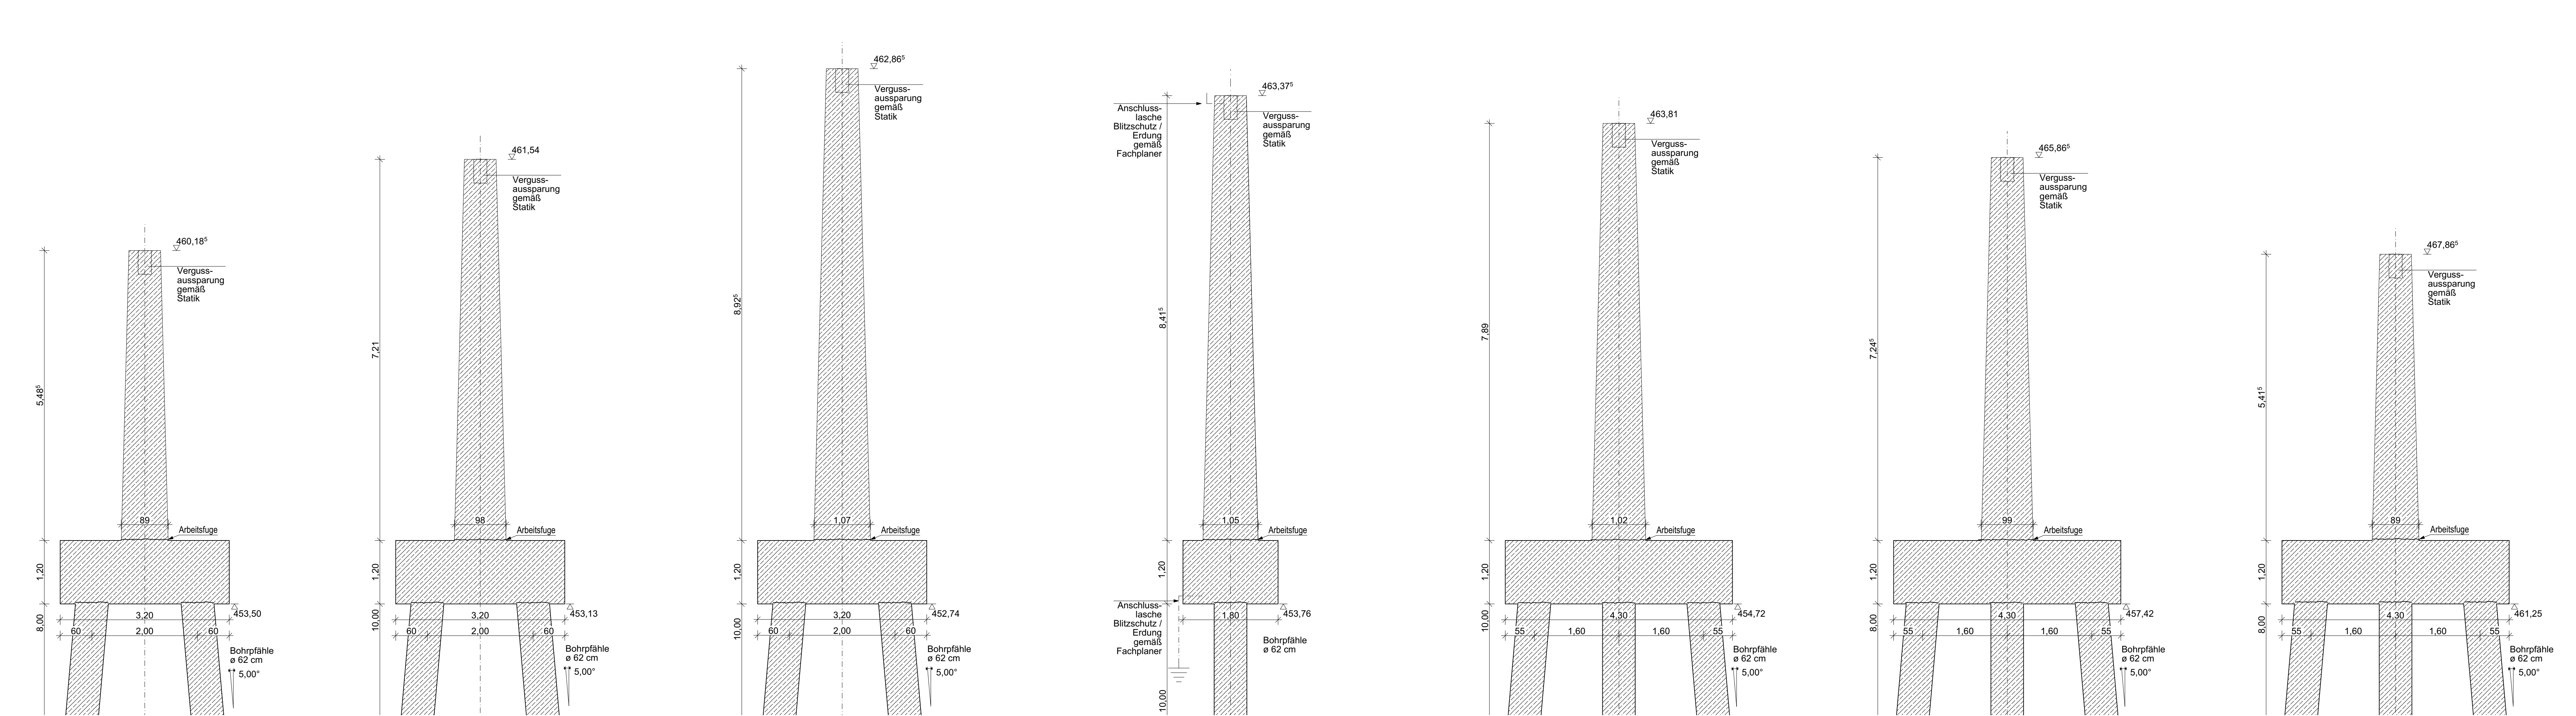 460,18⁵
Verguss-
aussparung
gemäß
Statik
5,48⁵
89
Arbeitsfuge
1,20
3,20
453,50
8,00
60
2,00
60
Bohrpfähle
ø 62 cm
5,00°
461,54
Verguss-
aussparung
gemäß
Statik
7,21
98
Arbeitsfuge
1,20
3,20
453,13
10,00
60
2,00
60
Bohrpfähle
ø 62 cm
5,00°
462,86⁵
Verguss-
aussparung
gemäß
Statik
8,92⁵
1,07
Arbeitsfuge
1,20
3,20
452,74
10,00
60
2,00
60
Bohrpfähle
ø 62 cm
5,00°
463,37⁵
Anschluss-
lasche
Blitzschutz /
Erdung
gemäß
Fachplaner
Verguss-
aussparung
gemäß
Statik
8,41⁵
1,05
Arbeitsfuge
1,20
Anschluss-
lasche
Blitzschutz /
Erdung
gemäß
Fachplaner
1,80
453,76
Bohrpfähle
ø 62 cm
10,00
463,81
Verguss-
aussparung
gemäß
Statik
7,89
1,02
Arbeitsfuge
1,20
4,30
454,72
10,00
55
1,60
1,60
55
Bohrpfähle
ø 62 cm
5,00°
465,86⁵
Verguss-
aussparung
gemäß
Statik
7,24⁵
99
Arbeitsfuge
1,20
4,30
457,42
8,00
55
1,60
1,60
55
Bohrpfähle
ø 62 cm
5,00°
467,86⁵
Verguss-
aussparung
gemäß
Statik
5,41⁵
89
Arbeitsfuge
1,20
4,30
461,25
8,00
55
1,60
1,60
55
Bohrpfähle
ø 62 cm
5,00°